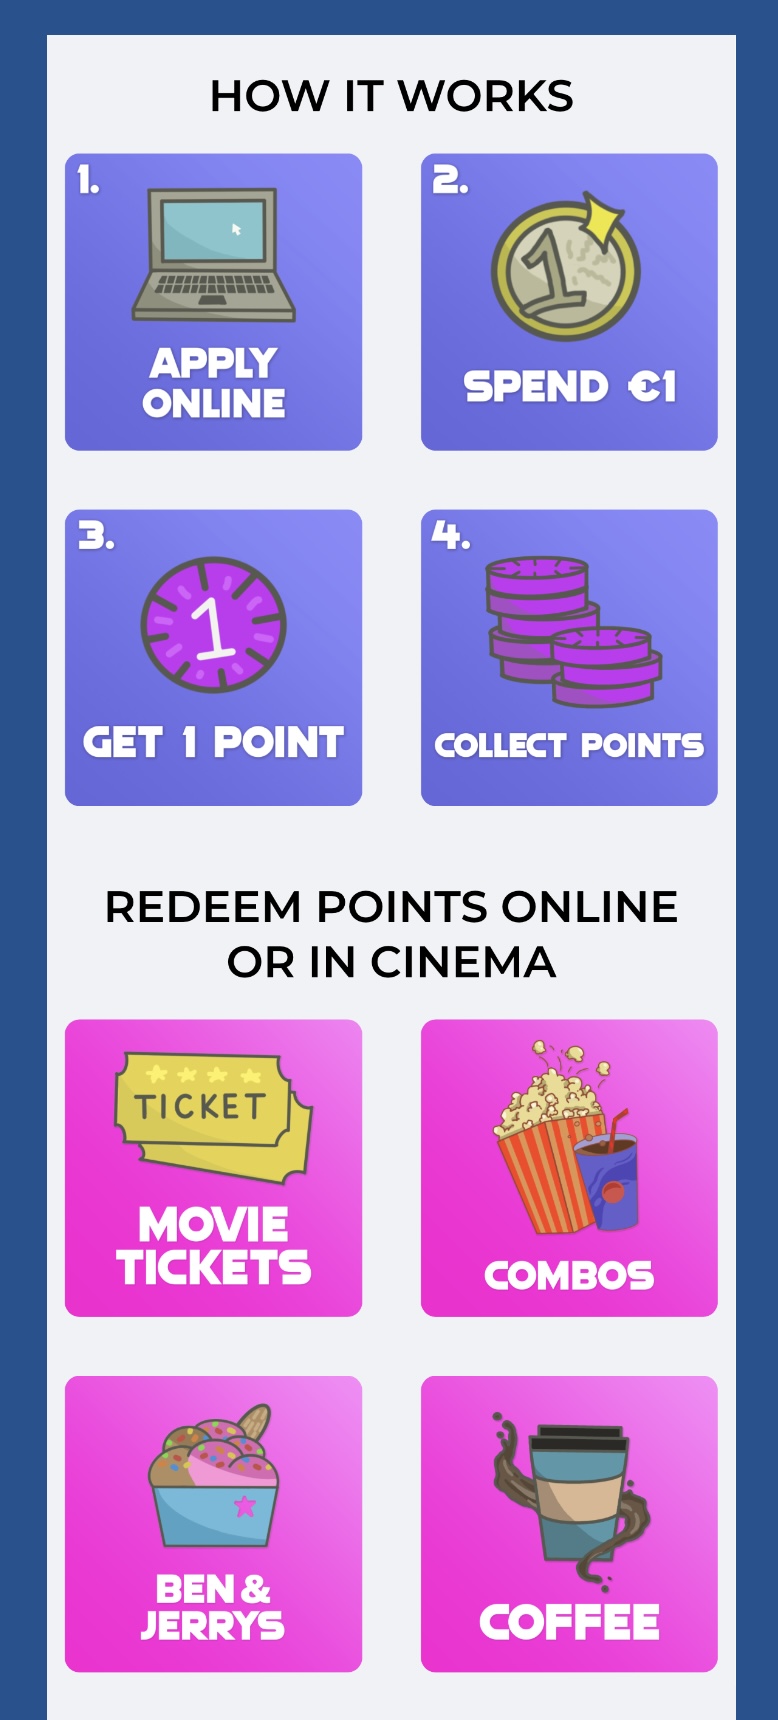 HOW IT WORKS
1.
APPLY
ONLINE
2.
1
SPEND €1
3.
1
GET 1 POINT
4.
COLLECT POINTS
REDEEM POINTS ONLINE
OR IN CINEMA
TICKET
MOVIE
TICKETS
COMBOS
BEN &
JERRYS
COFFEE